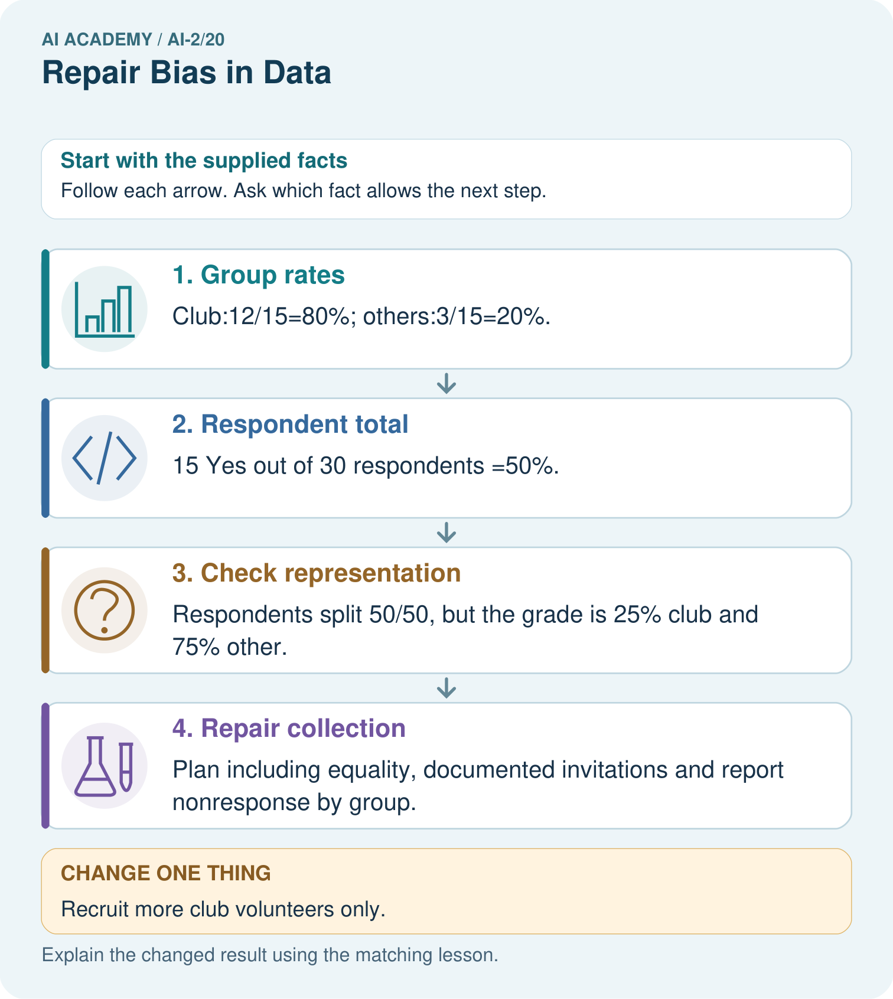 AI ACADEMY / AI-2/20
Repair Bias in Data
Start with the supplied facts
Follow each arrow. Ask which fact allows the next step.
1. Group rates
Club:12/15=80%; others:3/15=20%.
2. Respondent total
15 Yes out of 30 respondents =50%.
3. Check representation
Respondents split 50/50, but the grade is 25% club and
75% other.
4. Repair collection
Plan including equality, documented invitations and report
nonresponse by group.
CHANGE ONE THING
Recruit more club volunteers only.
Explain the changed result using the matching lesson.